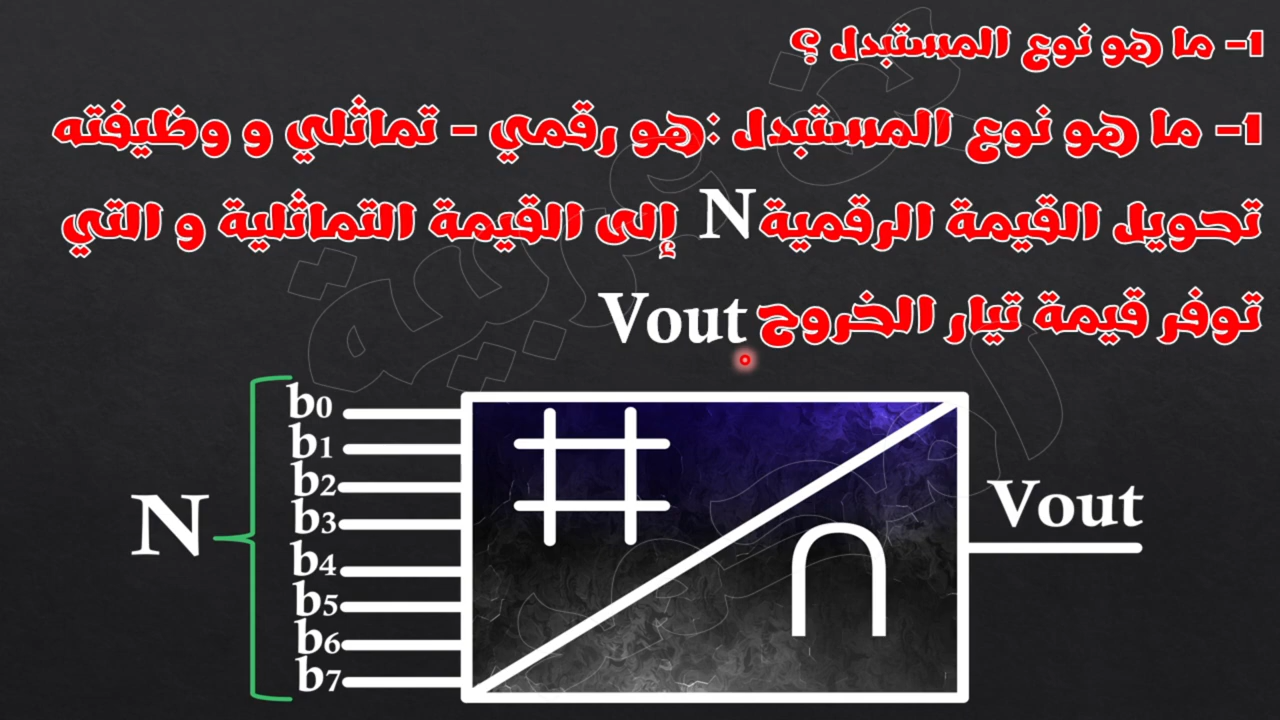 1- ما هو نوع المستبدل ؟
1- ما هو نوع المستبدل :هو رقمي - تماثلي و وظيفته
تحويل القيمة الرقمية N إلى القيمة التماثلية و التي
توفر قيمة تيار الخروج Vout
b0
b1
b2
b3
b4
b5
b6
b7
N
#
∩
Vout